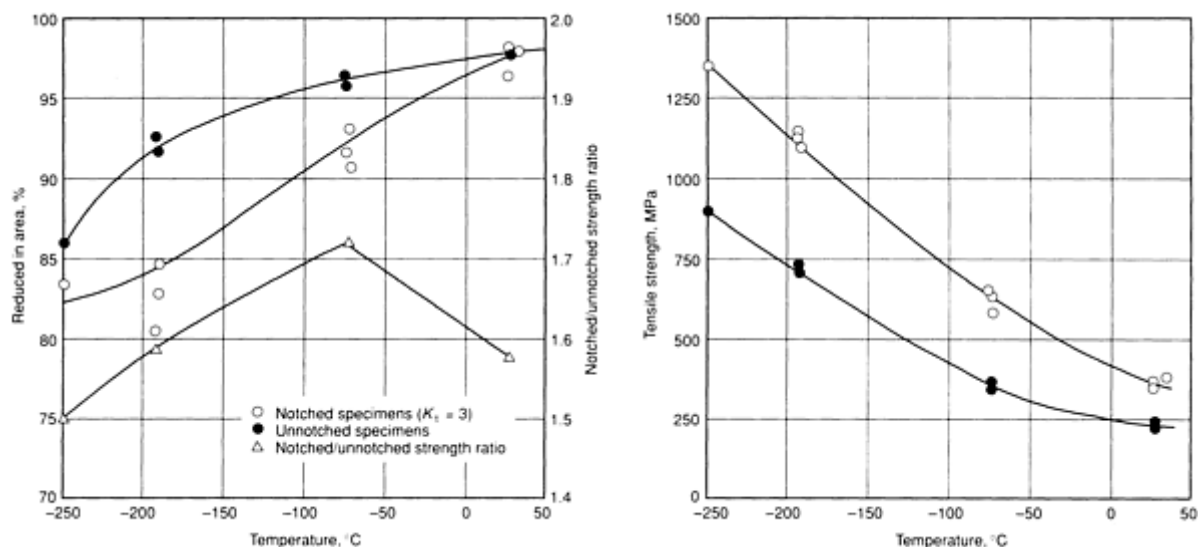 100
95
90
85
80
75
70
Reduced in area, %
2.0
1.9
1.8
1.7
1.6
1.5
1.4
Notched/unnotched strength ratio
Notched specimens (Kt = 3)
Unnotched specimens
Notched/unnotched strength ratio
−250 −200 −150 −100 −50 0 50
Temperature, °C
1500
1250
1000
750
500
250
0
Tensile strength, MPa
−250 −200 −150 −100 −50 0 50
Temperature, °C